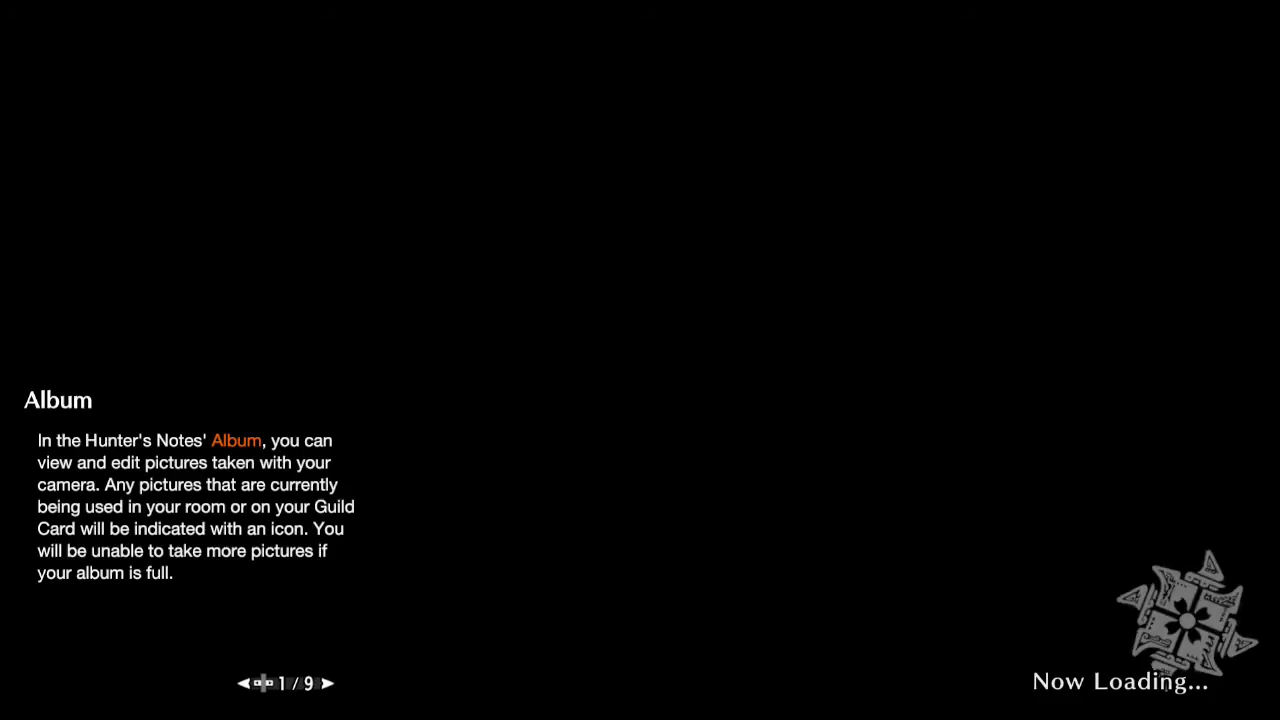 Album
In the Hunter's Notes' Album, you can
view and edit pictures taken with your
camera. Any pictures that are currently
being used in your room or on your Guild
Card will be indicated with an icon. You
will be unable to take more pictures if
your album is full.
1 / 9
Now Loading...